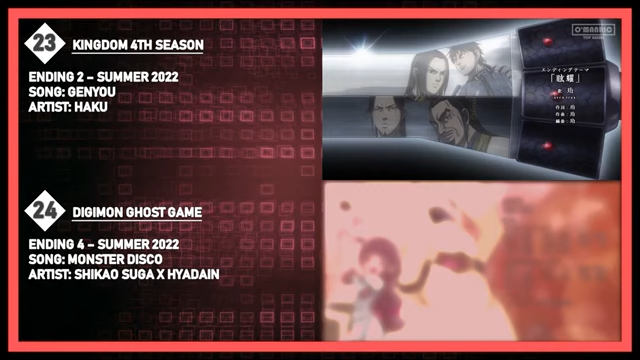 23
KINGDOM 4TH SEASON
ENDING 2 – SUMMER 2022
SONG: GENYOU
ARTIST: HAKU
エンディングテーマ
「眩耀」
24
DIGIMON GHOST GAME
ENDING 4 – SUMMER 2022
SONG: MONSTER DISCO
ARTIST: SHIKAO SUGA X HYADAIN